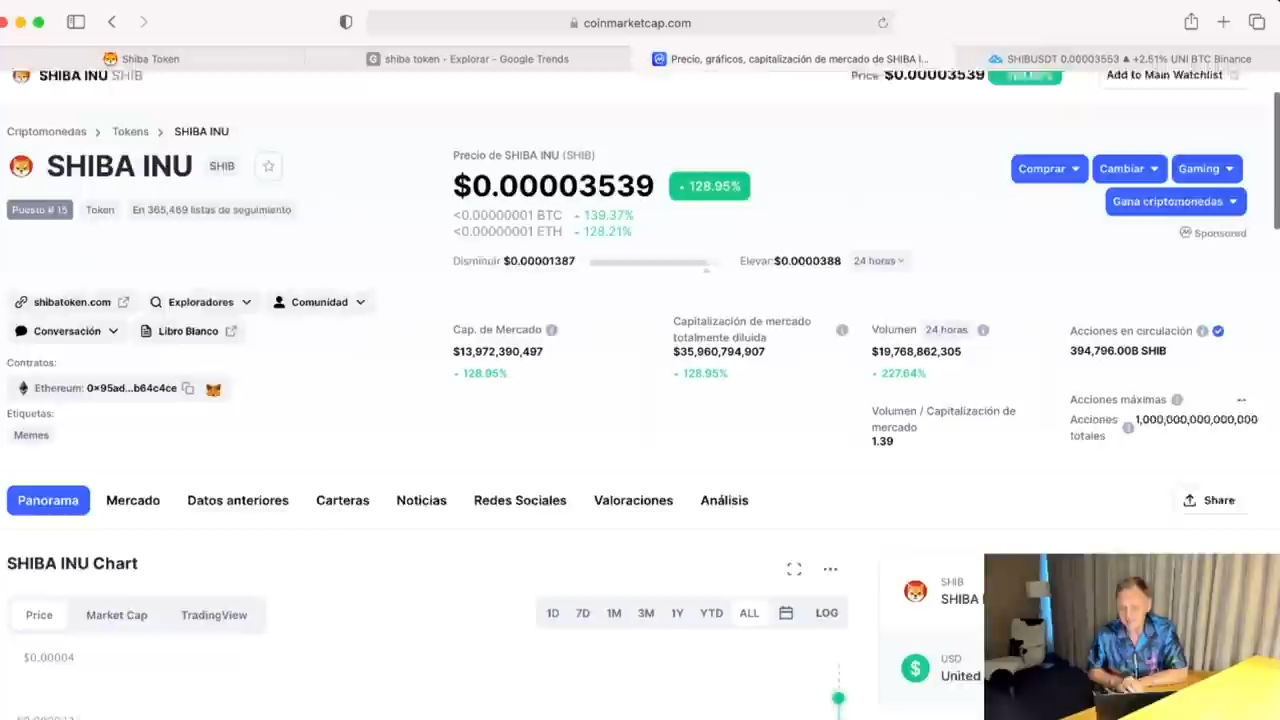 coinmarketcap.com
Shiba Token
shiba token - Explorar - Google Trends
Precio, gráficos, capitalización de mercado de SHIBA I...
SHIBUSDT 0.00003553 ▲ +2.51% UNI BTC Binance
SHIBA INU SHIB
Price: $0.00003539
Add to Main Watchlist
Criptomonedas > Tokens > SHIBA INU
SHIBA INU SHIB
Puesto # 15 Token En 365,469 listas de seguimiento
shibatoken.com Exploradores Comunidad
Conversación Libro Blanco
Contratos:
Ethereum: 0x95ad...b64c4ce
Etiquetas:
Memes
Precio de SHIBA INU (SHIB)
$0.00003539 128.95%
<0.00000001 BTC 139.37%
<0.00000001 ETH 128.21%
Disminuir $0.00001387 Elevar:$0.0000388 24 horas
Comprar Cambiar Gaming
Gana criptomonedas
Sponsored
Cap. de Mercado
$13,972,390,497
128.95%
Capitalización de mercado
totalmente diluida
$35,960,794,907
128.95%
Volumen 24 horas
$19,768,862,305
227.64%
Volumen / Capitalización de
mercado
1.39
Acciones en circulación
394,796.00B SHIB
Acciones máximas --
Acciones 1,000,000,000,000,000
totales
Panorama Mercado Datos anteriores Carteras Noticias Redes Sociales Valoraciones Análisis
Share
SHIBA INU Chart
Price Market Cap TradingView
1D 7D 1M 3M 1Y YTD ALL LOG
$0.00004
SHIB
SHIBA
USD
United